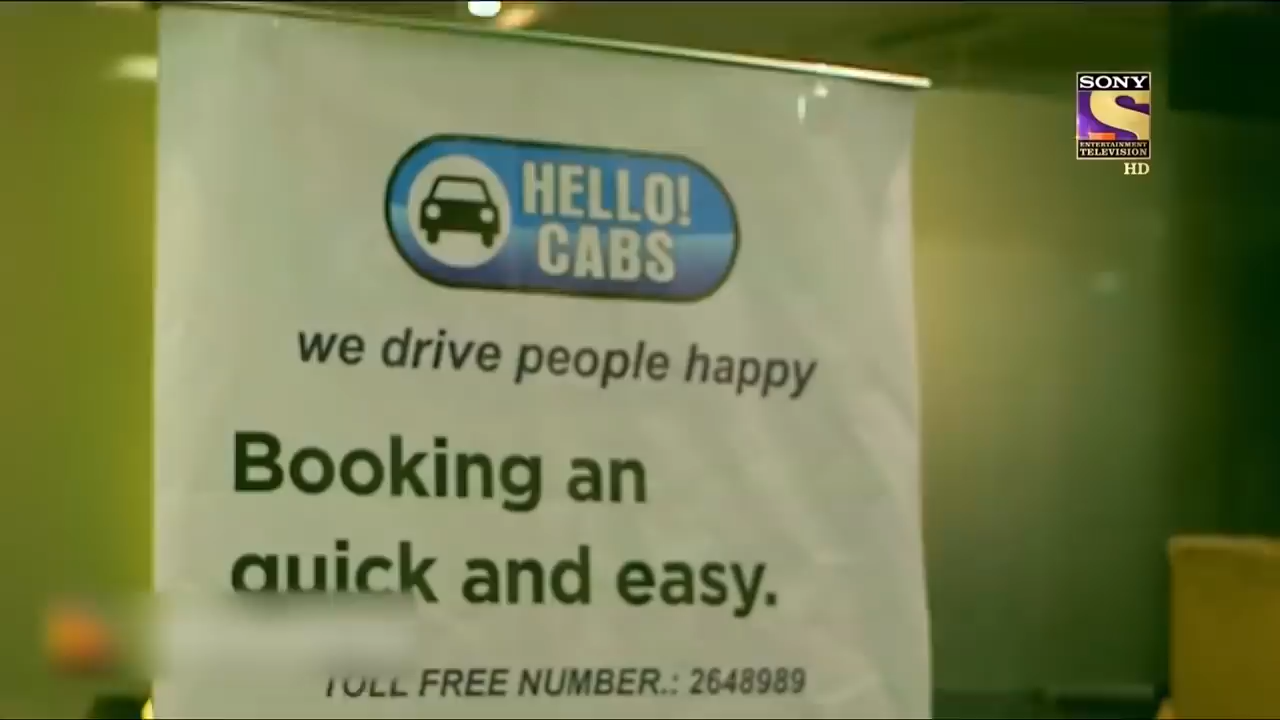 SONY
ENTERTAINMENT
TELEVISION
HD
HELLO!
CABS
we drive people happy
Booking an
quick and easy.
TOLL FREE NUMBER.: 2648989